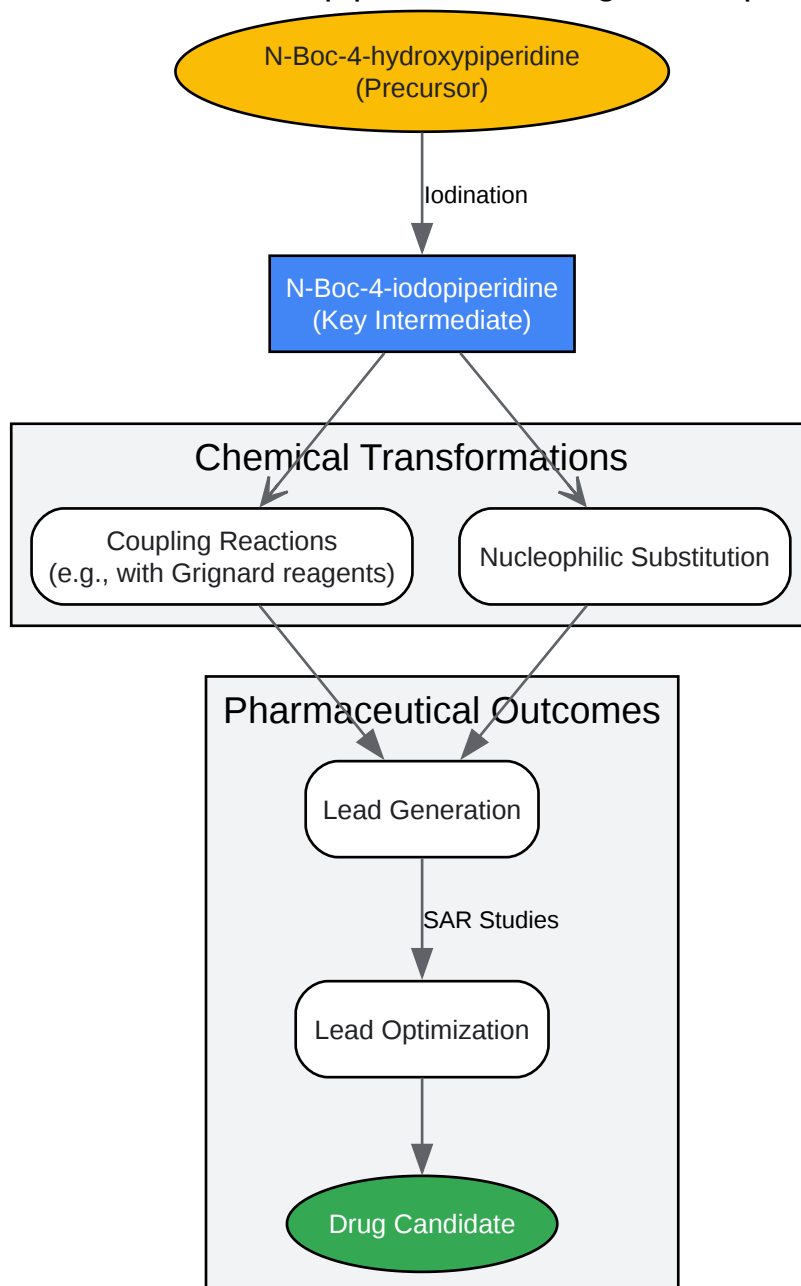 N-Boc-4-hydroxypiperidine
(Precursor)
Iodination
N-Boc-4-iodopiperidine
(Key Intermediate)
Chemical Transformations
Coupling Reactions
(e.g., with Grignard reagents)
Nucleophilic Substitution
Pharmaceutical Outcomes
Lead Generation
SAR Studies
Lead Optimization
Drug Candidate